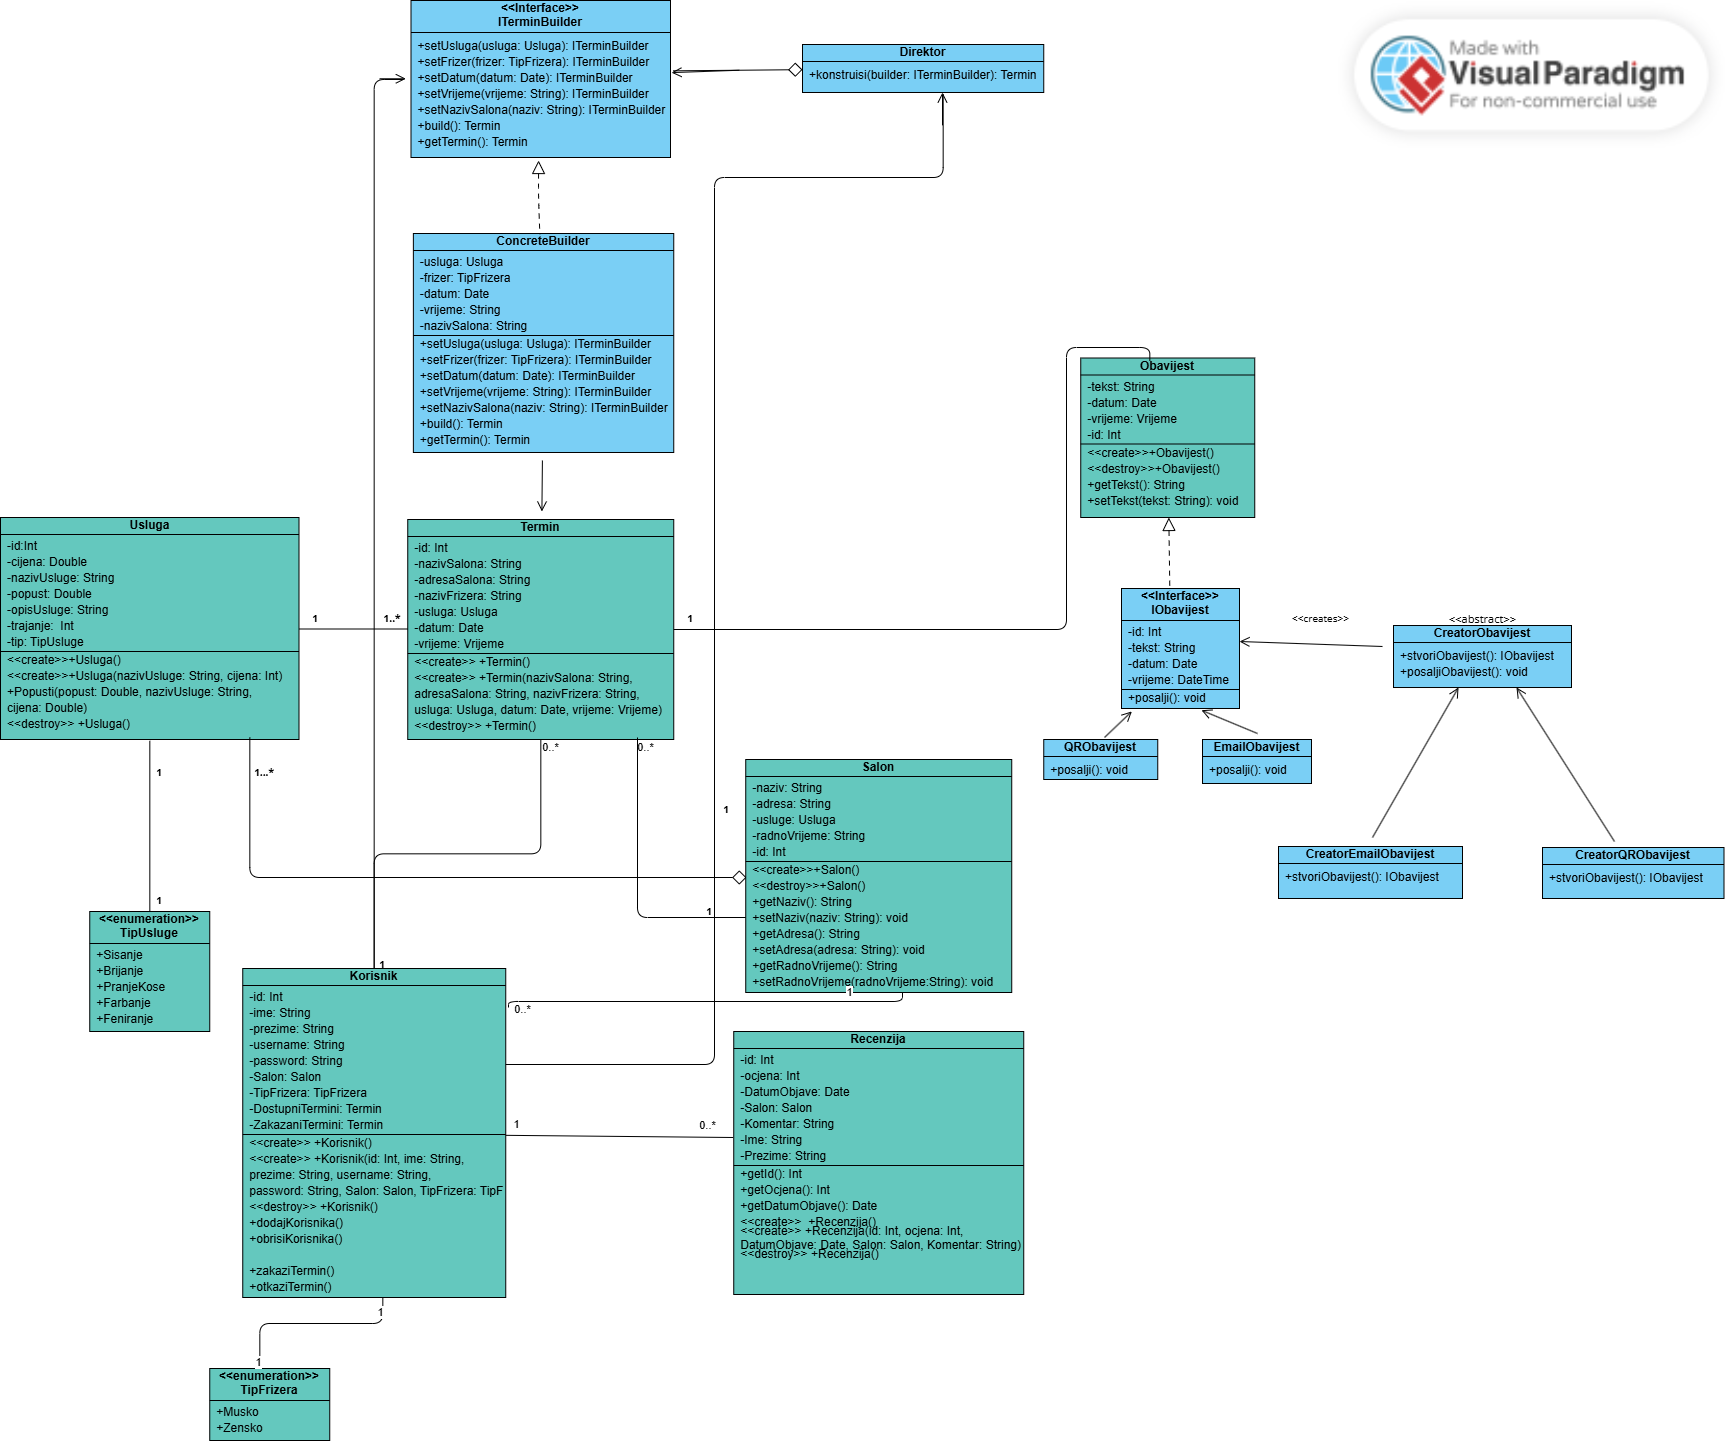 <<Interface>>
ITerminBuilder
+setUsluga(usluga: Usluga): ITerminBuilder
+setFrizer(frizer: TipFrizera): ITerminBuilder
+setDatum(datum: Date): ITerminBuilder
+setVrijeme(vrijeme: String): ITerminBuilder
+setNazivSalona(naziv: String): ITerminBuilder
+build(): Termin
+getTermin(): Termin
Direktor
+konstruisi(builder: ITerminBuilder): Termin
Made with
VisualParadigm
For non-commercial use
ConcreteBuilder
-usluga: Usluga
-frizer: TipFrizera
-datum: Date
-vrijeme: String
-nazivSalona: String
+setUsluga(usluga: Usluga): ITerminBuilder
+setFrizer(frizer: TipFrizera): ITerminBuilder
+setDatum(datum: Date): ITerminBuilder
+setVrijeme(vrijeme: String): ITerminBuilder
+setNazivSalona(naziv: String): ITerminBuilder
+build(): Termin
+getTermin(): Termin
Obavijest
-tekst: String
-datum: Date
-vrijeme: Vrijeme
-id: Int
<<create>>+Obavijest()
<<destroy>>+Obavijest()
+getTekst(): String
+setTekst(tekst: String): void
Usluga
-id:Int
-cijena: Double
-nazivUsluge: String
-popust: Double
-opisUsluge: String
-trajanje:  Int
-tip: TipUsluge
<<create>>+Usluga()
<<create>>+Usluga(nazivUsluge: String, cijena: Int)
+Popusti(popust: Double, nazivUsluge: String,
cijena: Double)
<<destroy>> +Usluga()
1
1..*
Termin
-id: Int
-nazivSalona: String
-adresaSalona: String
-nazivFrizera: String
-usluga: Usluga
-datum: Date
-vrijeme: Vrijeme
<<create>> +Termin()
<<create>> +Termin(nazivSalona: String,
adresaSalona: String, nazivFrizera: String,
usluga: Usluga, datum: Date, vrijeme: Vrijeme)
<<destroy>> +Termin()
1
0..*
0..*
<<Interface>>
IObavijest
-id: Int
-tekst: String
-datum: Date
-vrijeme: DateTime
+posalji(): void
<<creates>>
<<abstract>>
CreatorObavijest
+stvoriObavijest(): IObavijest
+posaljiObavijest(): void
QRObavijest
+posalji(): void
EmailObavijest
+posalji(): void
1
1...*
1
Salon
-naziv: String
-adresa: String
-usluge: Usluga
-radnoVrijeme: String
-id: Int
<<create>>+Salon()
<<destroy>>+Salon()
+getNaziv(): String
+setNaziv(naziv: String): void
+getAdresa(): String
+setAdresa(adresa: String): void
+getRadnoVrijeme(): String
+setRadnoVrijeme(radnoVrijeme:String): void
1
1
0..*
CreatorEmailObavijest
+stvoriObavijest(): IObavijest
CreatorQRObavijest
+stvoriObavijest(): IObavijest
1
<<enumeration>>
TipUsluge
+Sisanje
+Brijanje
+PranjeKose
+Farbanje
+Feniranje
1
Korisnik
-id: Int
-ime: String
-prezime: String
-username: String
-password: String
-Salon: Salon
-TipFrizera: TipFrizera
-DostupniTermini: Termin
-ZakazaniTermini: Termin
<<create>> +Korisnik()
<<create>> +Korisnik(id: Int, ime: String,
prezime: String, username: String,
password: String, Salon: Salon, TipFrizera: TipF
<<destroy>> +Korisnik()
+dodajKorisnika()
+obrisiKorisnika()
+zakaziTermin()
+otkaziTermin()
1
0..*
Recenzija
-id: Int
-ocjena: Int
-DatumObjave: Date
-Salon: Salon
-Komentar: String
-Ime: String
-Prezime: String
+getId(): Int
+getOcjena(): Int
+getDatumObjave(): Date
<<create>>  +Recenzija()
<<create>> +Recenzija(id: Int, ocjena: Int,
DatumObjave: Date, Salon: Salon, Komentar: String)
<<destroy>> +Recenzija()
1
1
<<enumeration>>
TipFrizera
+Musko
+Zensko